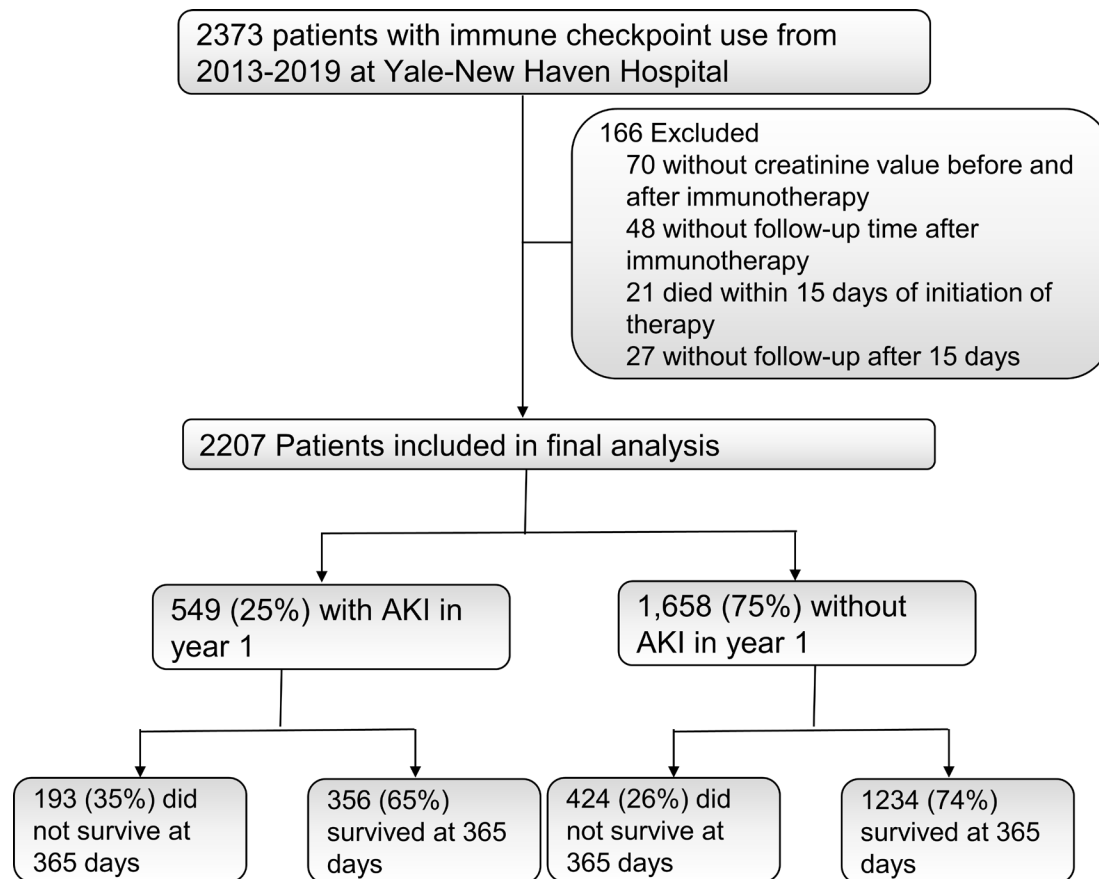 2373 patients with immune checkpoint use from
2013-2019 at Yale-New Haven Hospital
166 Excluded
70 without creatinine value before and
after immunotherapy
48 without follow-up time after
immunotherapy
21 died within 15 days of initiation of
therapy
27 without follow-up after 15 days
2207 Patients included in final analysis
549 (25%) with AKI in
year 1
1,658 (75%) without
AKI in year 1
193 (35%) did
not survive at
365 days
356 (65%)
survived at 365
days
424 (26%) did
not survive at
365 days
1234 (74%)
survived at 365
days